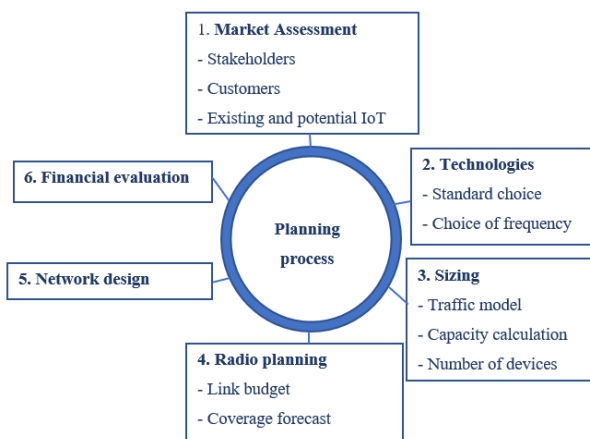 1. Market Assessment
- Stakeholders
- Customers
- Existing and potential IoT
2. Technologies
- Standard choice
- Choice of frequency
3. Sizing
- Traffic model
- Capacity calculation
- Number of devices
4. Radio planning
- Link budget
- Coverage forecast
5. Network design
6. Financial evaluation
Planning
process